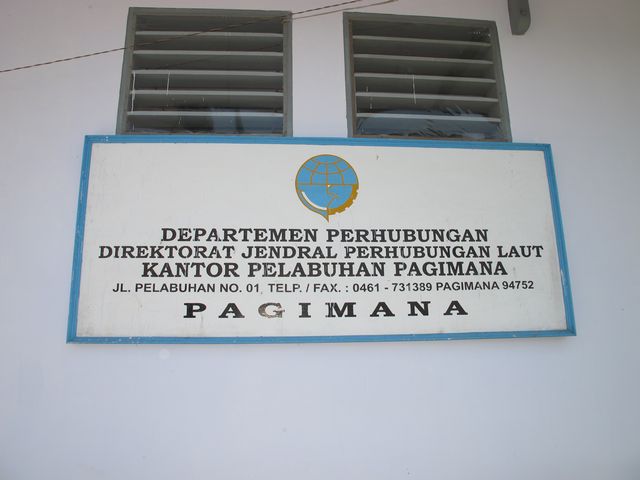 DEPARTEMEN PERHUBUNGAN
DIREKTORAT JENDRAL PERHUBUNGAN LAUT
KANTOR PELABUHAN PAGIMANA
JL. PELABUHAN NO. 01, TELP. / FAX. : 0461 - 731389 PAGIMANA 94752
PAGIMANA